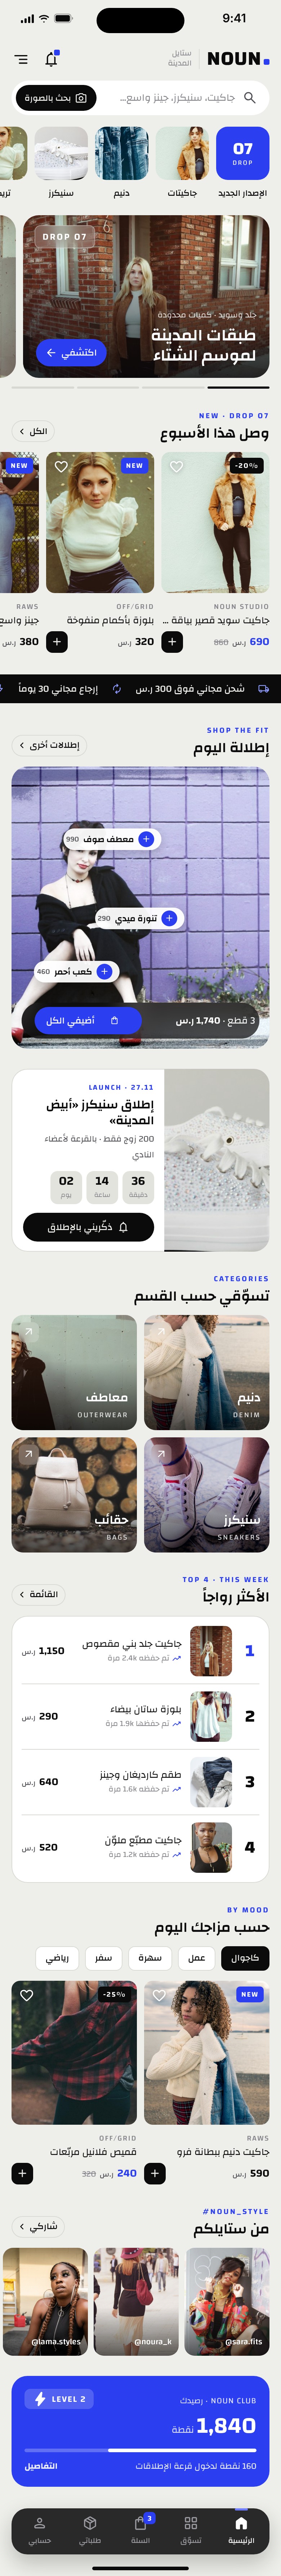 9:41
NOUN
ستايل
المدينة
جاكيت، سنيكرز، جينز واسع...
بحث بالصورة
07
DROP
الإصدار الجديد
جاكيتات
دنيم
سنيكرز
DROP 07
جلد وسويد · كميات محدودة
طبقات المدينة
لموسم الشتاء
اكتشفي
NEW · DROP 07
وصل هذا الأسبوع
الكل
-20%
NEW
NEW
NOUN STUDIO
جاكيت سويد قصير بياقة ...
690 ر.س 860
OFF/GRID
بلوزة بأكمام منفوخة
320 ر.س
RAWS
جينز واسع
380 ر.س
شحن مجاني فوق 300 ر.س
إرجاع مجاني 30 يوماً
SHOP THE FIT
إطلالة اليوم
إطلالات أخرى
معطف صوف 990
تنورة ميدي 290
كعب أحمر 460
3 قطع · 1,740 ر.س
أضيفي الكل
LAUNCH · 27.11
إطلاق سنيكرز «أبيض
المدينة»
200 زوج فقط · بالقرعة لأعضاء
النادي
36
دقيقة
14
ساعة
02
يوم
ذكّريني بالإطلاق
CATEGORIES
تسوّقي حسب القسم
دنيم
DENIM
معاطف
OUTERWEAR
سنيكرز
SNEAKERS
حقائب
BAGS
TOP 4 · THIS WEEK
الأكثر رواجاً
القائمة
1
جاكيت جلد بني مقصوص
تم حفظه 2.4k مرة
1,150 ر.س
2
بلوزة ساتان بيضاء
تم حفظها 1.9k مرة
290 ر.س
3
طقم كارديغان وجينز
تم حفظه 1.6k مرة
640 ر.س
4
جاكيت مطبّع ملوّن
تم حفظه 1.2k مرة
520 ر.س
BY MOOD
حسب مزاجك اليوم
كاجوال
عمل
سهرة
سفر
رياضي
NEW
-25%
RAWS
جاكيت دنيم ببطانة فرو
590 ر.س
OFF/GRID
قميص فلانيل مربّعات
240 ر.س 320
#NOUN_STYLE
من ستايلكم
شاركي
@sara.fits
@noura_k
@lama.styles
NOUN CLUB · رصيدك
LEVEL 2
1,840 نقطة
160 نقطة لدخول قرعة الإطلاقات
التفاصيل
الرئيسية
تسوّق
3
السلة
طلباتي
حسابي